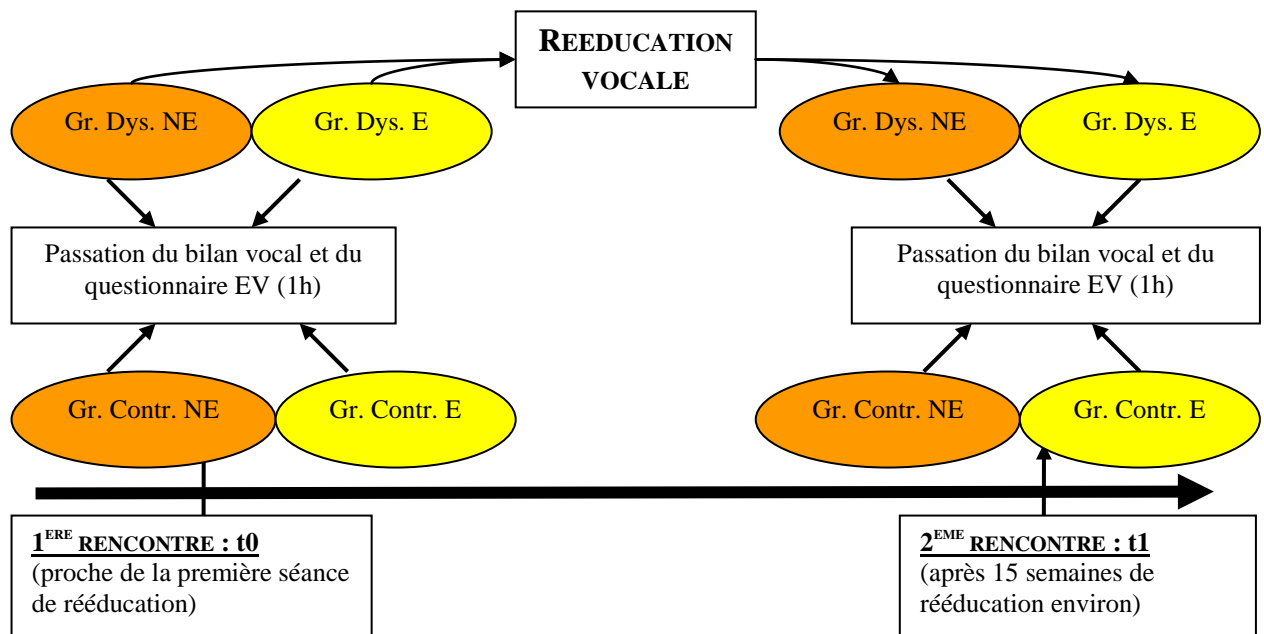 REEDUCATION
VOCALE
Gr. Dys. NE
Gr. Dys. E
Gr. Dys. NE
Gr. Dys. E
Passation du bilan vocal et du
questionnaire EV (1h)
Passation du bilan vocal et du
questionnaire EV (1h)
Gr. Contr. NE
Gr. Contr. E
Gr. Contr. NE
Gr. Contr. E
1ERE RENCONTRE : t0
(proche de la première séance
de rééducation)
2EME RENCONTRE : t1
(après 15 semaines de
rééducation environ)